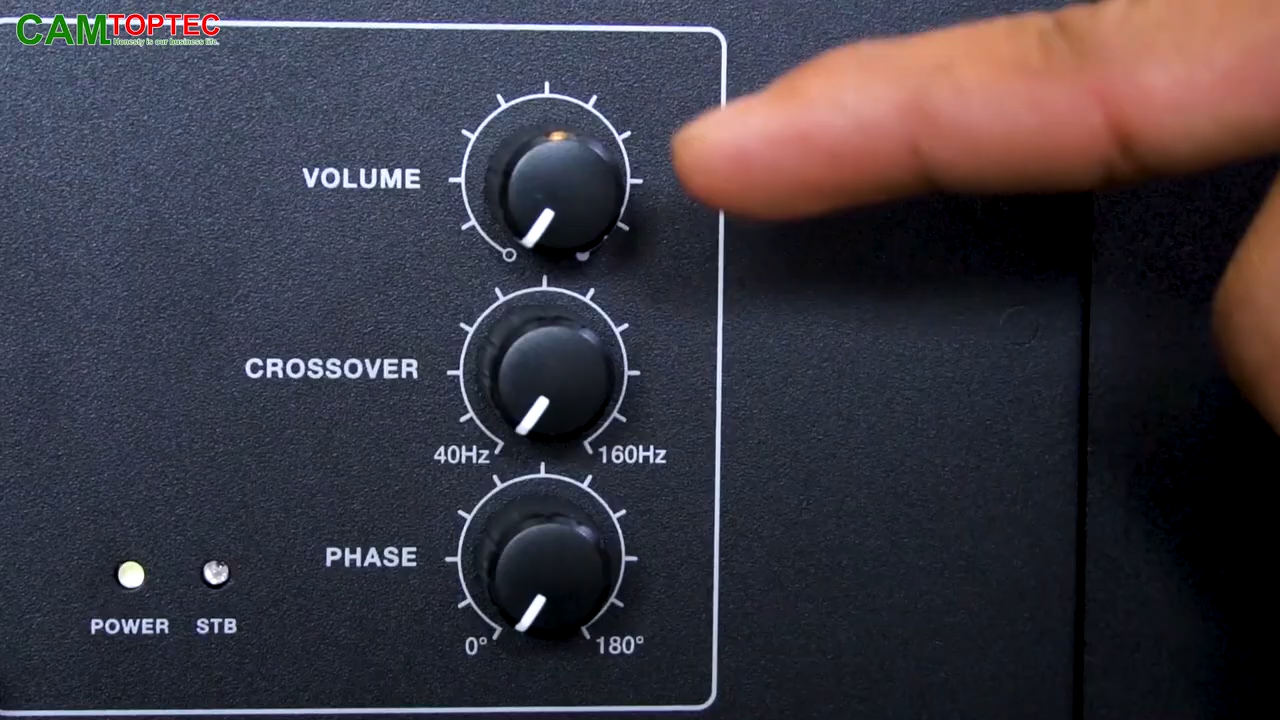 CAMTOPTEC
Honesty is our business life.
VOLUME
CROSSOVER
40Hz 160Hz
PHASE
0° 180°
POWER STB